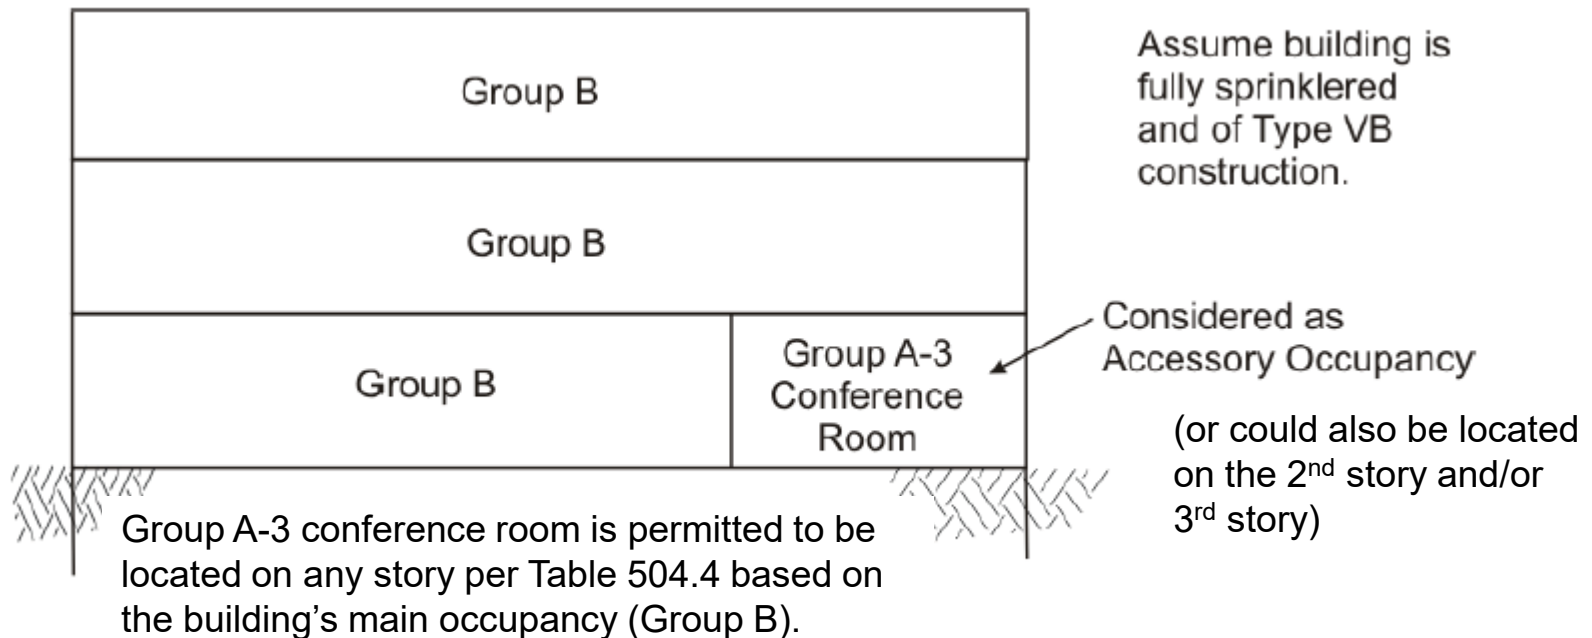 Group B
Assume building is
fully sprinklered
and of Type VB
construction.
Group B
Group B
Group A-3
Conference
Room
Considered as
Accessory Occupancy
(or could also be located
on the 2nd story and/or
3rd story)
Group A-3 conference room is permitted to be
located on any story per Table 504.4 based on
the building’s main occupancy (Group B).